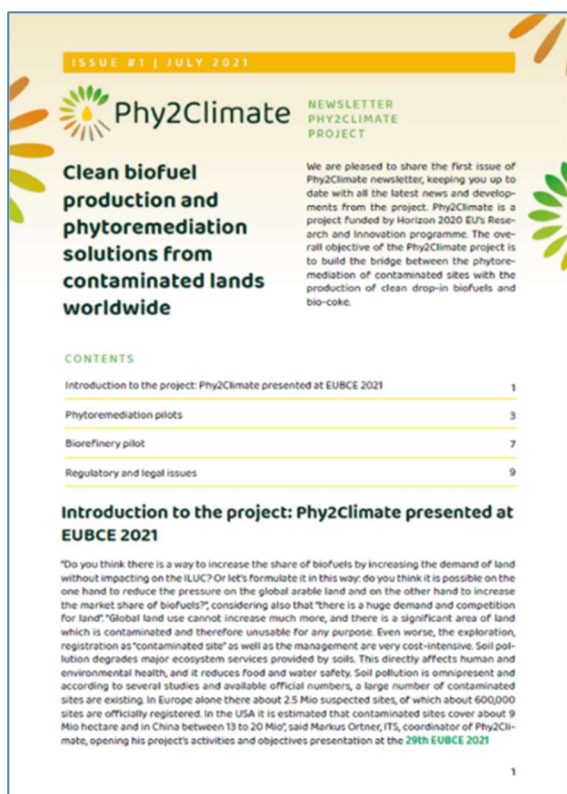 ISSUE #1 | JULY 2021
Phy2Climate
NEWSLETTER
PHY2CLIMATE
PROJECT
Clean biofuel
production and
phytoremediation
solutions from
contaminated lands
worldwide
We are pleased to share the first issue of
Phy2Climate newsletter, keeping you up to
date with all the latest news and develop-
ments from the project. Phy2Climate is a
project funded by Horizon 2020 EU's Rese-
arch and Innovation programme. The ove-
rall objective of the Phy2Climate project is
to build the bridge between the phytore-
mediation of contaminated sites with the
production of clean drop-in biofuels and
bio-coke.
CONTENTS
Introduction to the project: Phy2Climate presented at EUBCE 2021 1
Phytoremediation pilots 3
Biorefinery pilot 7
Regulatory and legal issues 9
Introduction to the project: Phy2Climate presented at
EUBCE 2021
"Do you think there is a way to increase the share of biofuels by increasing the demand of land
without impacting on the ILUC? Or let's formulate it in this way: do you think it is possible on the
one hand to reduce the pressure on the global arable land and on the other hand to increase
the market share of biofuels?", considering also that "there is a huge demand and competition
for land". "Global land use cannot increase much more, and there is a significant area of land
which is contaminated and therefore unusable for any purpose. Even worse, the exploration,
registration as "contaminated site" as well as the management are very cost-intensive. Soil pol-
lution degrades major ecosystem services provided by soils. This directly affects human and
environmental health, and it reduces food and water safety. Soil pollution is omnipresent and
according to several studies and available official numbers, a large number of contaminated
sites are existing. In Europe alone there about 2.5 Mio suspected sites, of which about 600,000
sites are officially registered. In the USA it is estimated that contaminated sites cover about 9
Mio hectare and in China between 13 to 20 Mio", said Markus Ortner, ITS, coordinator of Phy2Cli-
mate, opening his project's activities and objectives presentation at the 29th EUBCE 2021
1